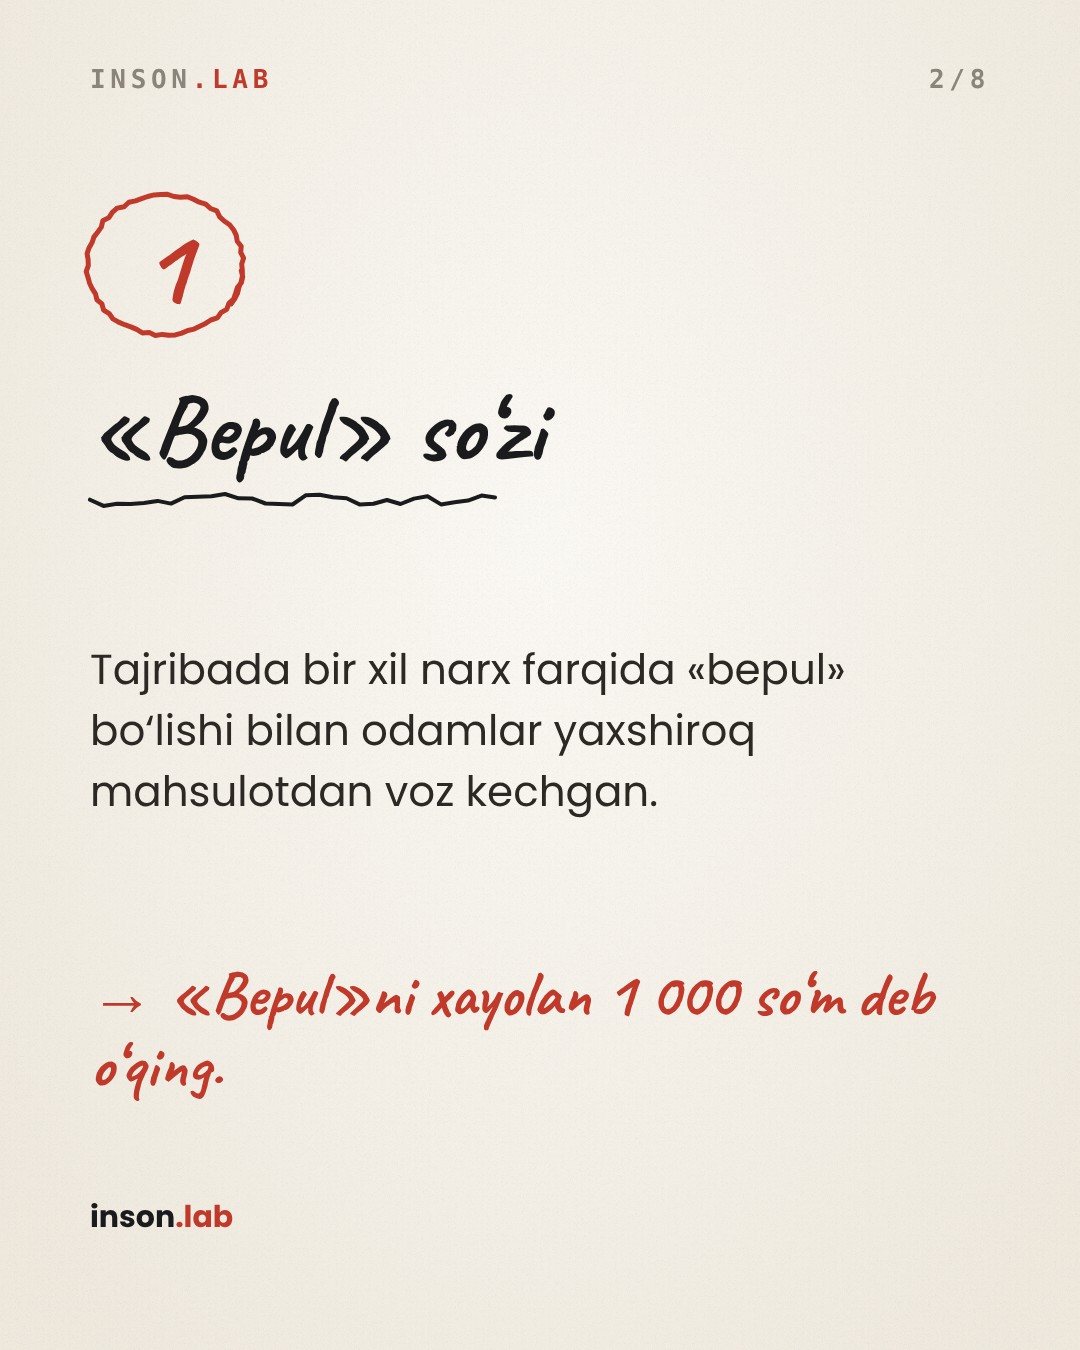 INSON.LAB
2/8
1
«Bepul» so‘zi
Tajribada bir xil narx farqida «bepul»
bo‘lishi bilan odamlar yaxshiroq
mahsulotdan voz kechgan.
→ «Bepul»ni xayolan 1 000 so‘m deb
o‘qing.
inson.lab